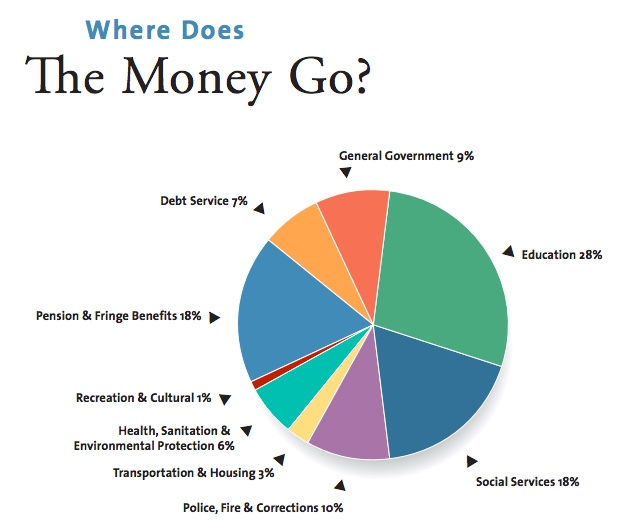 Where Does
The Money Go?
General Government 9%
Debt Service 7%
Education 28%
Pension & Fringe Benefits 18%
Recreation & Cultural 1%
Health, Sanitation &
Environmental Protection 6%
Transportation & Housing 3%
Social Services 18%
Police, Fire & Corrections 10%